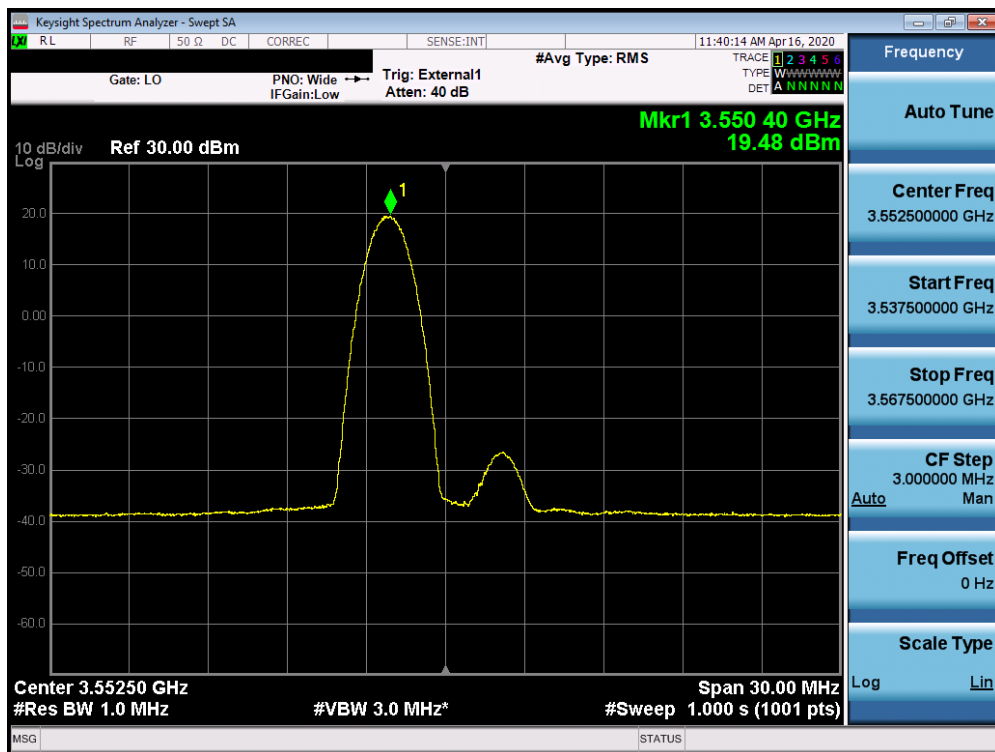 Keysight Spectrum Analyzer - Swept SA
LXI RL RF 50 Ω DC CORREC SENSE:INT 11:40:14 AM Apr 16, 2020
#Avg Type: RMS TRACE 1 2 3 4 5 6
Gate: LO PNO: Wide Trig: External1 TYPE WWWWWW
IFGain:Low Atten: 40 dB DET A N N N N N
Mkr1 3.550 40 GHz
19.48 dBm
10 dB/div Ref 30.00 dBm
Log
1
20.0
10.0
0.00
-10.0
-20.0
-30.0
-40.0
-50.0
-60.0
Center 3.55250 GHz Span 30.00 MHz
#Res BW 1.0 MHz #VBW 3.0 MHz* #Sweep 1.000 s (1001 pts)
MSG STATUS
Frequency
Auto Tune
Center Freq
3.552500000 GHz
Start Freq
3.537500000 GHz
Stop Freq
3.567500000 GHz
CF Step
3.000000 MHz
Auto Man
Freq Offset
0 Hz
Scale Type
Log Lin